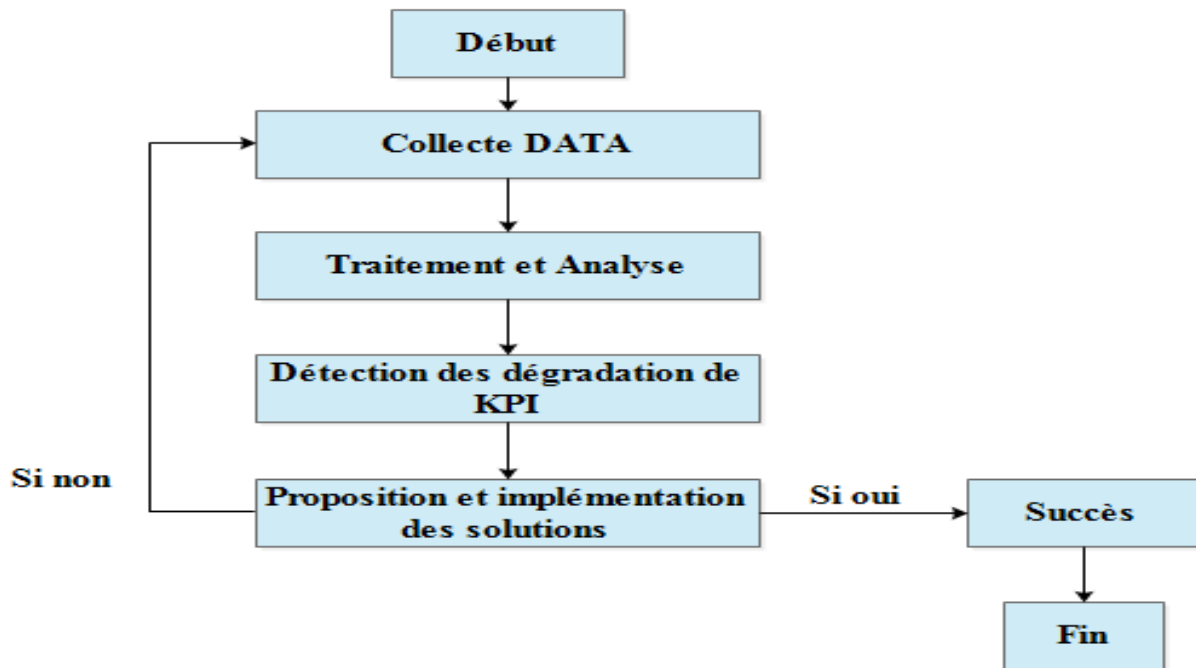 Début
Collecte DATA
Traitement et Analyse
Détection des dégradation de
KPI
Si non
Proposition et implémentation
des solutions
Si oui
Succès
Fin